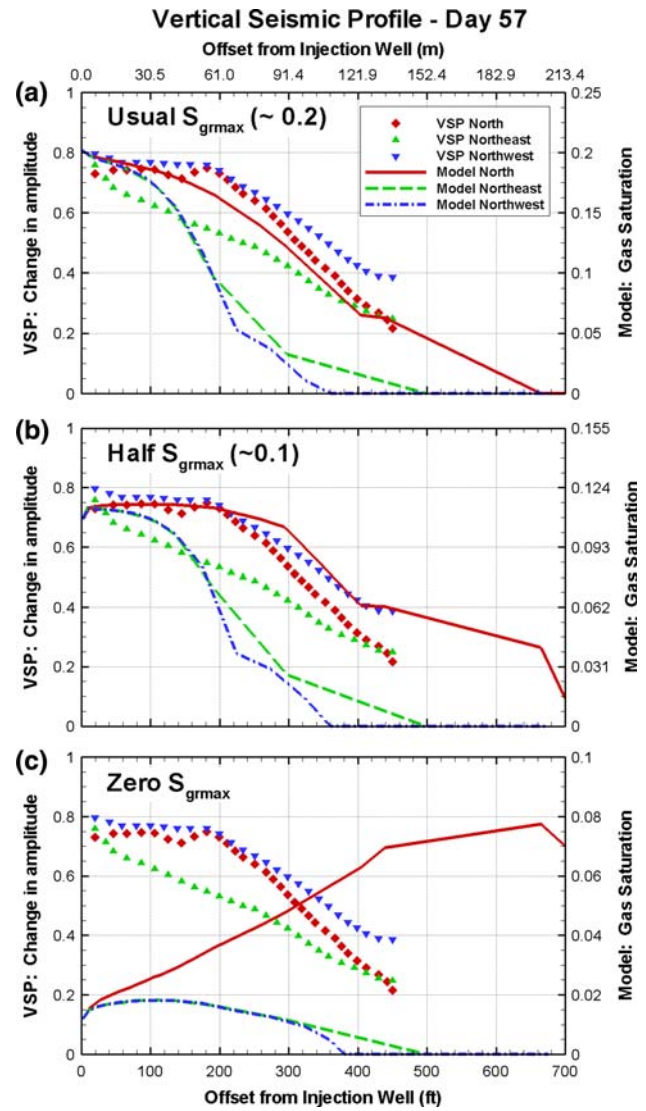 Vertical Seismic Profile - Day 57
Offset from Injection Well (m)
0.0 30.5 61.0 91.4 121.9 152.4 182.9 213.4
(a)
Usual Sgrmax (~ 0.2)
VSP North
VSP Northeast
VSP Northwest
Model North
Model Northeast
Model Northwest
VSP: Change in amplitude
1
0.8
0.6
0.4
0.2
0
Model: Gas Saturation
0.25
0.2
0.15
0.1
0.05
0
(b)
Half Sgrmax (~0.1)
VSP: Change in amplitude
1
0.8
0.6
0.4
0.2
0
Model: Gas Saturation
0.155
0.124
0.093
0.062
0.031
0
(c)
Zero Sgrmax
VSP: Change in amplitude
1
0.8
0.6
0.4
0.2
0
Model: Gas Saturation
0.1
0.08
0.06
0.04
0.02
0
0 100 200 300 400 500 600 700
Offset from Injection Well (ft)